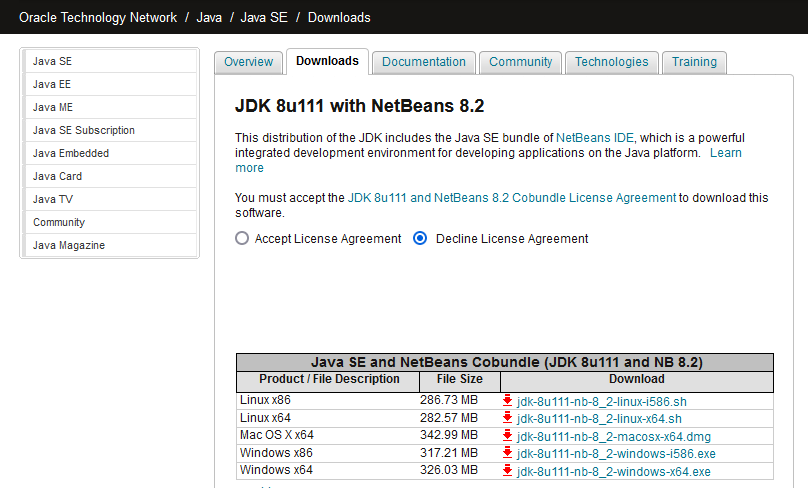 Oracle Technology Network / Java / Java SE / Downloads
Java SE
Java EE
Java ME
Java SE Subscription
Java Embedded
Java Card
Java TV
Community
Java Magazine
Overview Downloads Documentation Community Technologies Training
JDK 8u111 with NetBeans 8.2
This distribution of the JDK includes the Java SE bundle of NetBeans IDE, which is a powerful
integrated development environment for developing applications on the Java platform. Learn
more
You must accept the JDK 8u111 and NetBeans 8.2 Cobundle License Agreement to download this
software.
Accept License Agreement Decline License Agreement
Java SE and NetBeans Cobundle (JDK 8u111 and NB 8.2)
Product / File Description File Size Download
Linux x86 286.73 MB jdk-8u111-nb-8_2-linux-i586.sh
Linux x64 282.57 MB jdk-8u111-nb-8_2-linux-x64.sh
Mac OS X x64 342.99 MB jdk-8u111-nb-8_2-macosx-x64.dmg
Windows x86 317.21 MB jdk-8u111-nb-8_2-windows-i586.exe
Windows x64 326.03 MB jdk-8u111-nb-8_2-windows-x64.exe